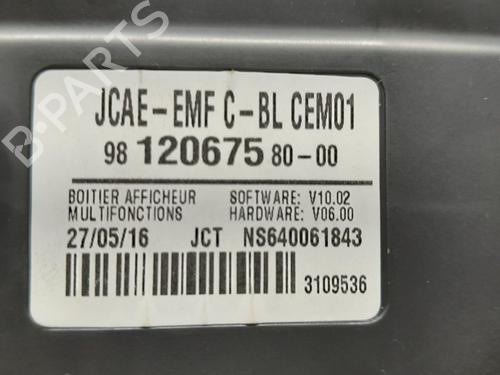 B-PARTS
JCAE-EMF C-BL CEM01
98 120675 80-00
BOITIER AFFICHEUR SOFTWARE: V10.02
MULTIFONCTIONS HARDWARE: V06.00
27/05/16 JCT NS640061843
3109536